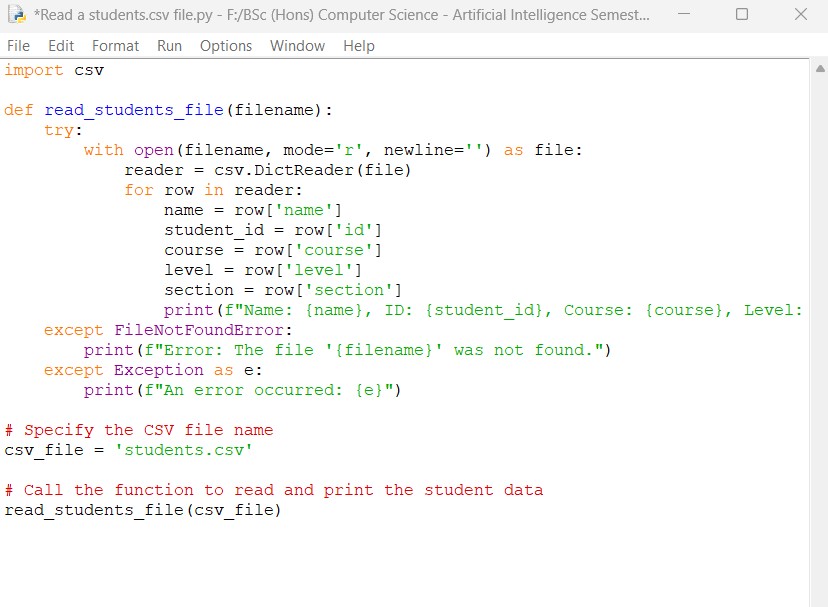 *Read a students.csv file.py - F:/BSc (Hons) Computer Science - Artificial Intelligence Semest...
File Edit Format Run Options Window Help
import csv

def read_students_file(filename):
    try:
        with open(filename, mode='r', newline='') as file:
            reader = csv.DictReader(file)
            for row in reader:
                name = row['name']
                student_id = row['id']
                course = row['course']
                level = row['level']
                section = row['section']
                print(f"Name: {name}, ID: {student_id}, Course: {course}, Level:
    except FileNotFoundError:
        print(f"Error: The file '{filename}' was not found.")
    except Exception as e:
        print(f"An error occurred: {e}")

# Specify the CSV file name
csv_file = 'students.csv'

# Call the function to read and print the student data
read_students_file(csv_file)